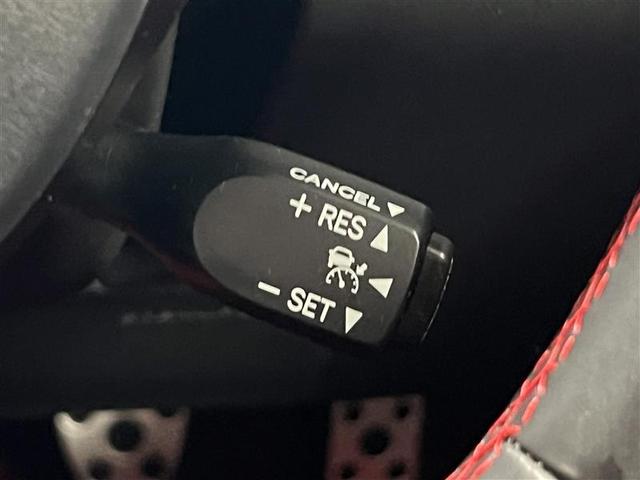 CANCEL ▼
+ RES ▲
◀
− SET ▼